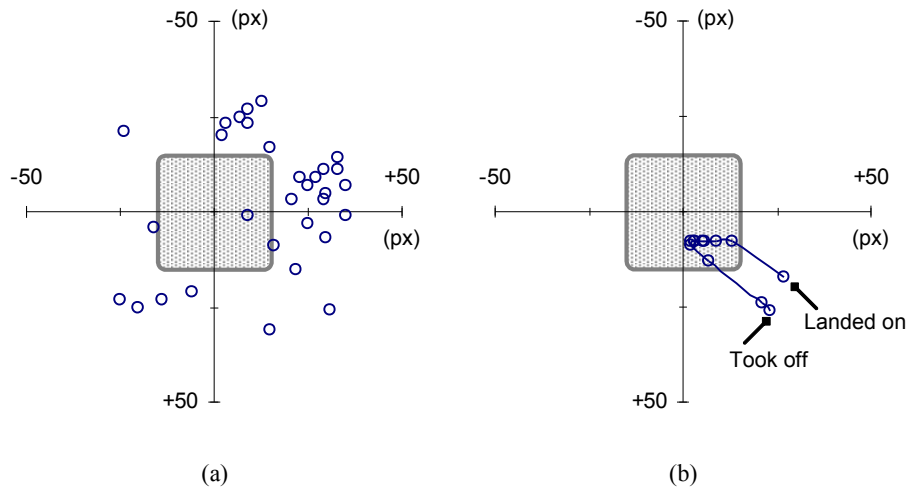 -50 (px)
-50 +50
(px)
+50
(a)
-50 (px)
-50 +50
(px)
Landed on
Took off
+50
(b)